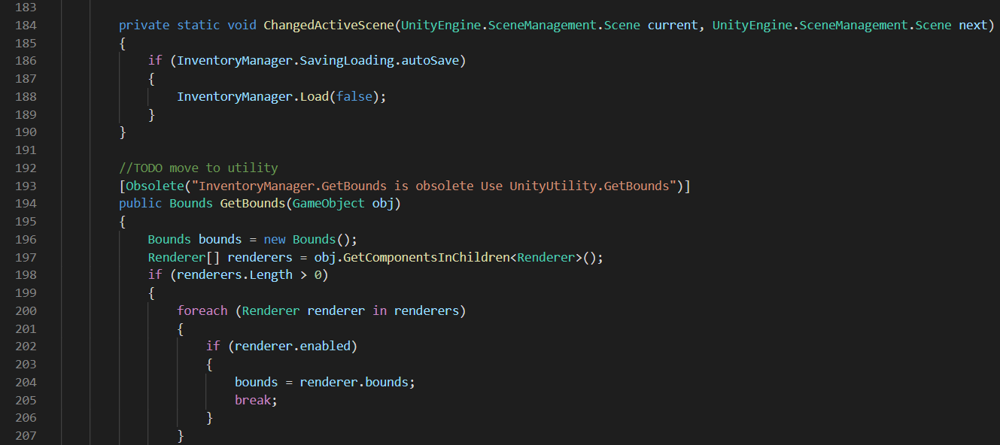 183
184 private static void ChangedActiveScene(UnityEngine.SceneManagement.Scene current, UnityEngine.SceneManagement.Scene next)
185 {
186 if (InventoryManager.SavingLoading.autoSave)
187 {
188 InventoryManager.Load(false);
189 }
190 }
191
192 //TODO move to utility
193 [Obsolete("InventoryManager.GetBounds is obsolete Use UnityUtility.GetBounds")]
194 public Bounds GetBounds(GameObject obj)
195 {
196 Bounds bounds = new Bounds();
197 Renderer[] renderers = obj.GetComponentsInChildren<Renderer>();
198 if (renderers.Length > 0)
199 {
200 foreach (Renderer renderer in renderers)
201 {
202 if (renderer.enabled)
203 {
204 bounds = renderer.bounds;
205 break;
206 }
207 }